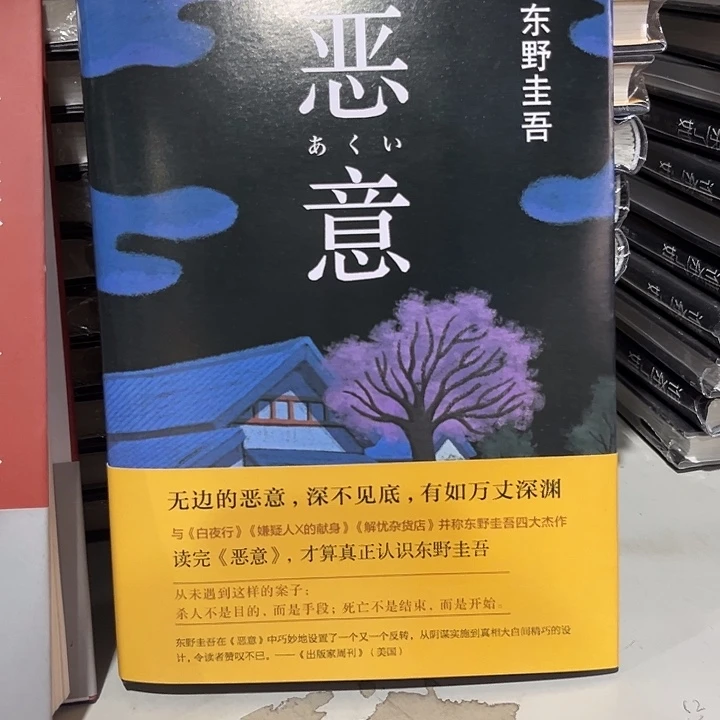 东野圭吾
恶意
あくい
无边的恶意，深不见底，有如万丈深渊
与《白夜行》《嫌疑人X的献身》《解忧杂货店》并称东野圭吾四大杰作
读完《恶意》，才算真正认识东野圭吾
从未遇到这样的案子：
杀人不是目的，而是手段；死亡不是结束，而是开始。
东野圭吾在《恶意》中巧妙地设置了一个又一个反转，从阴谋实施到真相大白间精巧的设
计，令读者赞叹不已。——《出版家周刊》（美国）